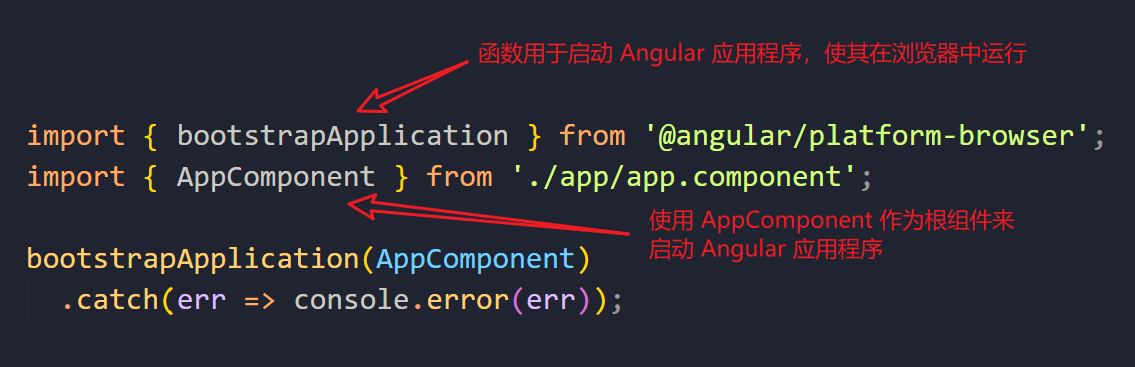 函数用于启动 Angular 应用程序，使其在浏览器中运行
import { bootstrapApplication } from '@angular/platform-browser';
import { AppComponent } from './app/app.component';
使用 AppComponent 作为根组件来
启动 Angular 应用程序
bootstrapApplication(AppComponent)
  .catch(err => console.error(err));